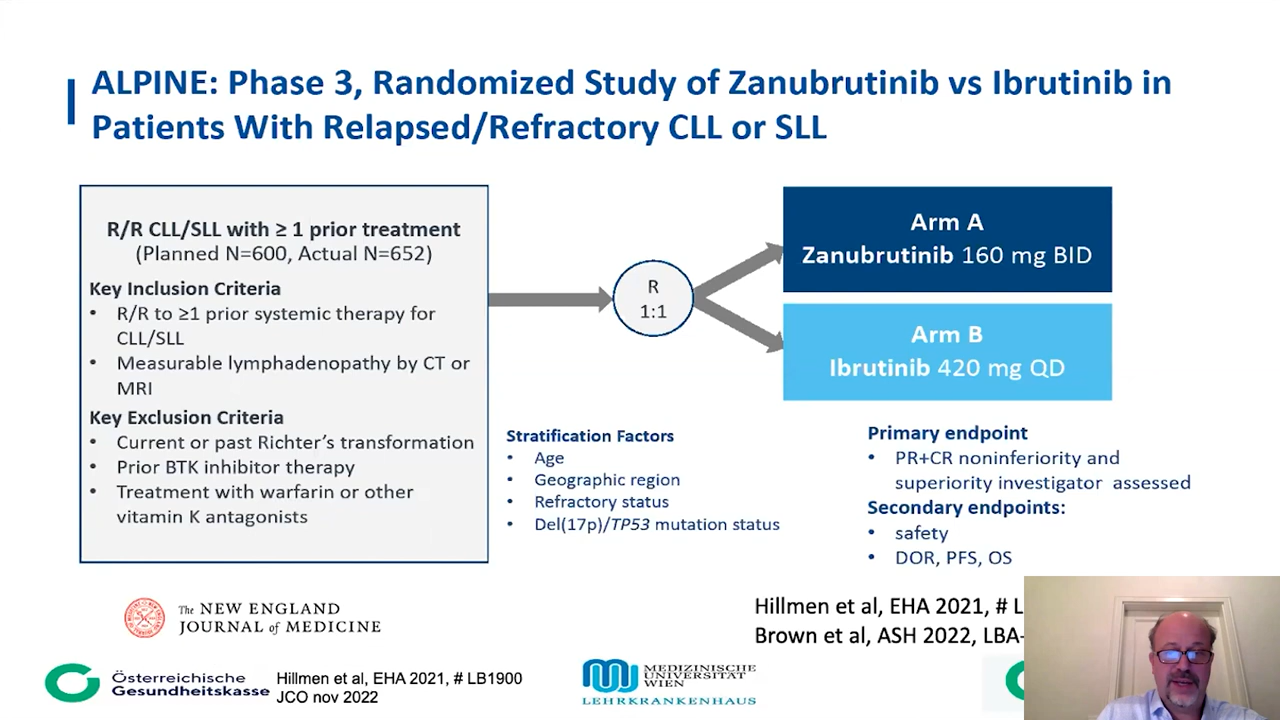 ALPINE: Phase 3, Randomized Study of Zanubrutinib vs Ibrutinib in
Patients With Relapsed/Refractory CLL or SLL
R/R CLL/SLL with ≥ 1 prior treatment
(Planned N=600, Actual N=652)
Key Inclusion Criteria
• R/R to ≥1 prior systemic therapy for
CLL/SLL
• Measurable lymphadenopathy by CT or
MRI
Key Exclusion Criteria
• Current or past Richter's transformation
• Prior BTK inhibitor therapy
• Treatment with warfarin or other
vitamin K antagonists
R
1:1
Arm A
Zanubrutinib 160 mg BID
Arm B
Ibrutinib 420 mg QD
Stratification Factors
• Age
• Geographic region
• Refractory status
• Del(17p)/TP53 mutation status
Primary endpoint
• PR+CR noninferiority and
superiority investigator assessed
Secondary endpoints:
• safety
• DOR, PFS, OS
The NEW ENGLAND
JOURNAL of MEDICINE
Hillmen et al, EHA 2021, # L
Brown et al, ASH 2022, LBA-
Österreichische
Gesundheitskasse
Hillmen et al, EHA 2021, # LB1900
JCO nov 2022
MEDIZINISCHE
UNIVERSITÄT
WIEN
LEHRKRANKENHAUS